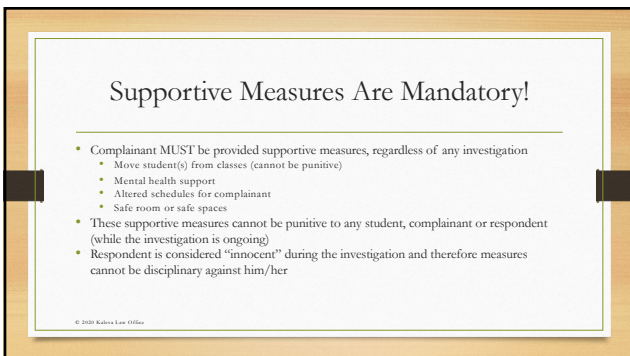 Supportive Measures Are Mandatory!
• Complainant MUST be provided supportive measures, regardless of any investigation
• Move student(s) from classes (cannot be punitive)
• Mental health support
• Altered schedules for complainant
• Safe room or safe spaces
• These supportive measures cannot be punitive to any student, complainant or respondent
(while the investigation is ongoing)
• Respondent is considered “innocent” during the investigation and therefore measures
cannot be disciplinary against him/her
© 2020 Kaleva Law Office